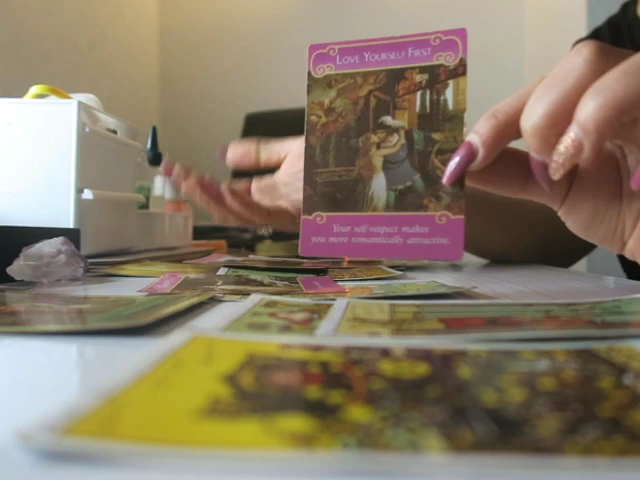 Love Yourself First
Your self-respect makes
you more romantically attractive.